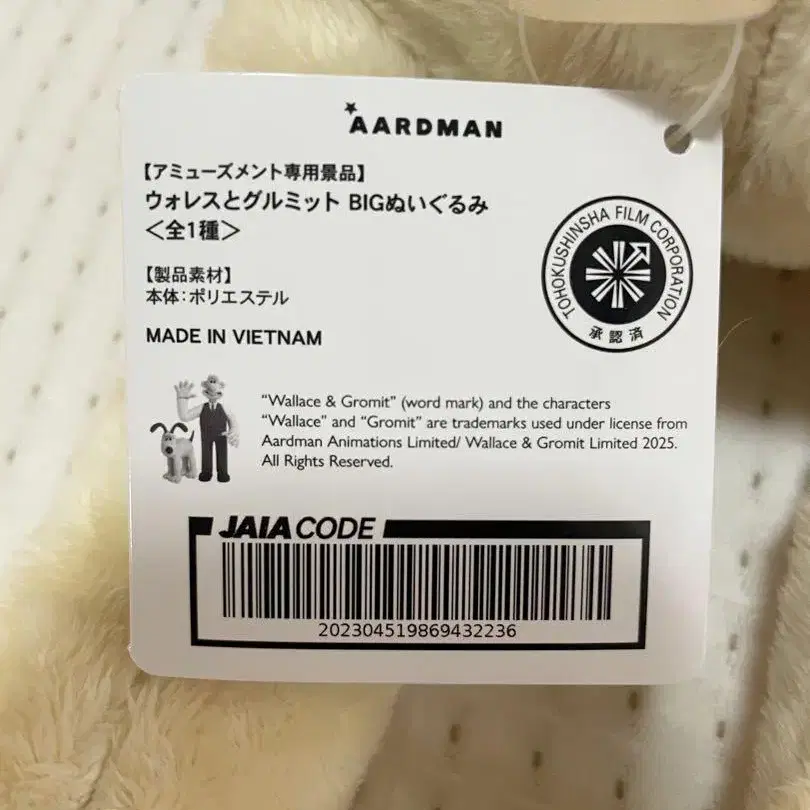 AARDMAN
【アミューズメント専用景品】
ウォレスとグルミット BIGぬいぐるみ
＜全1種＞
【製品素材】
本体：ポリエステル
MADE IN VIETNAM
TOHOKUSHINSHA FILM CORPORATION
承認済
“Wallace & Gromit” (word mark) and the characters
“Wallace” and “Gromit” are trademarks used under license from
Aardman Animations Limited/ Wallace & Gromit Limited 2025.
All Rights Reserved.
JAIA CODE
202304519869432236